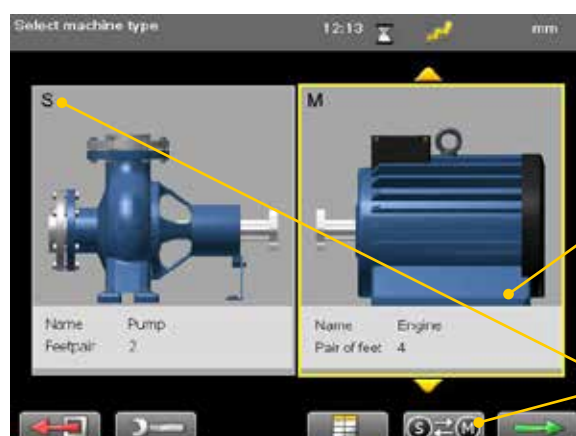 Select machine type 12:13 mm
S
M
Name Pump
Feetpair 2
Name Engine
Pair of feet 4
S M